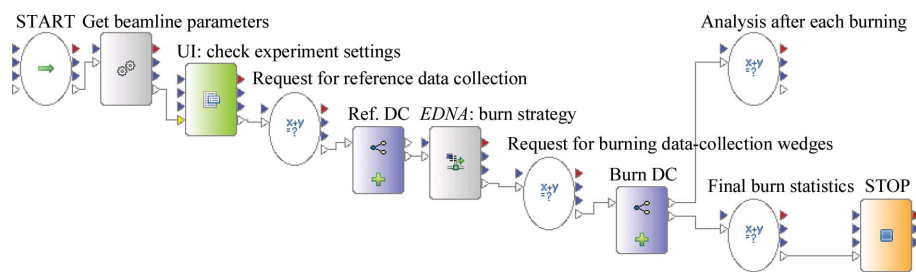 START
Get beamline parameters
UI: check experiment settings
Request for reference data collection
x+y
=?
Ref. DC
EDNA: burn strategy
Request for burning data-collection wedges
x+y
=?
Burn DC
Analysis after each burning
x+y
=?
Final burn statistics
x+y
=?
STOP